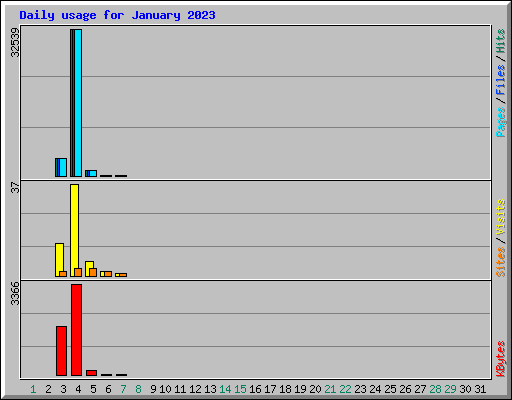 Daily usage for January 2023
32539
37
3366
Pages / Files / Hits
Sites / Visits
KBytes
1 2 3 4 5 6 7 8 9 10 11 12 13 14 15 16 17 18 19 20 21 22 23 24 25 26 27 28 29 30 31